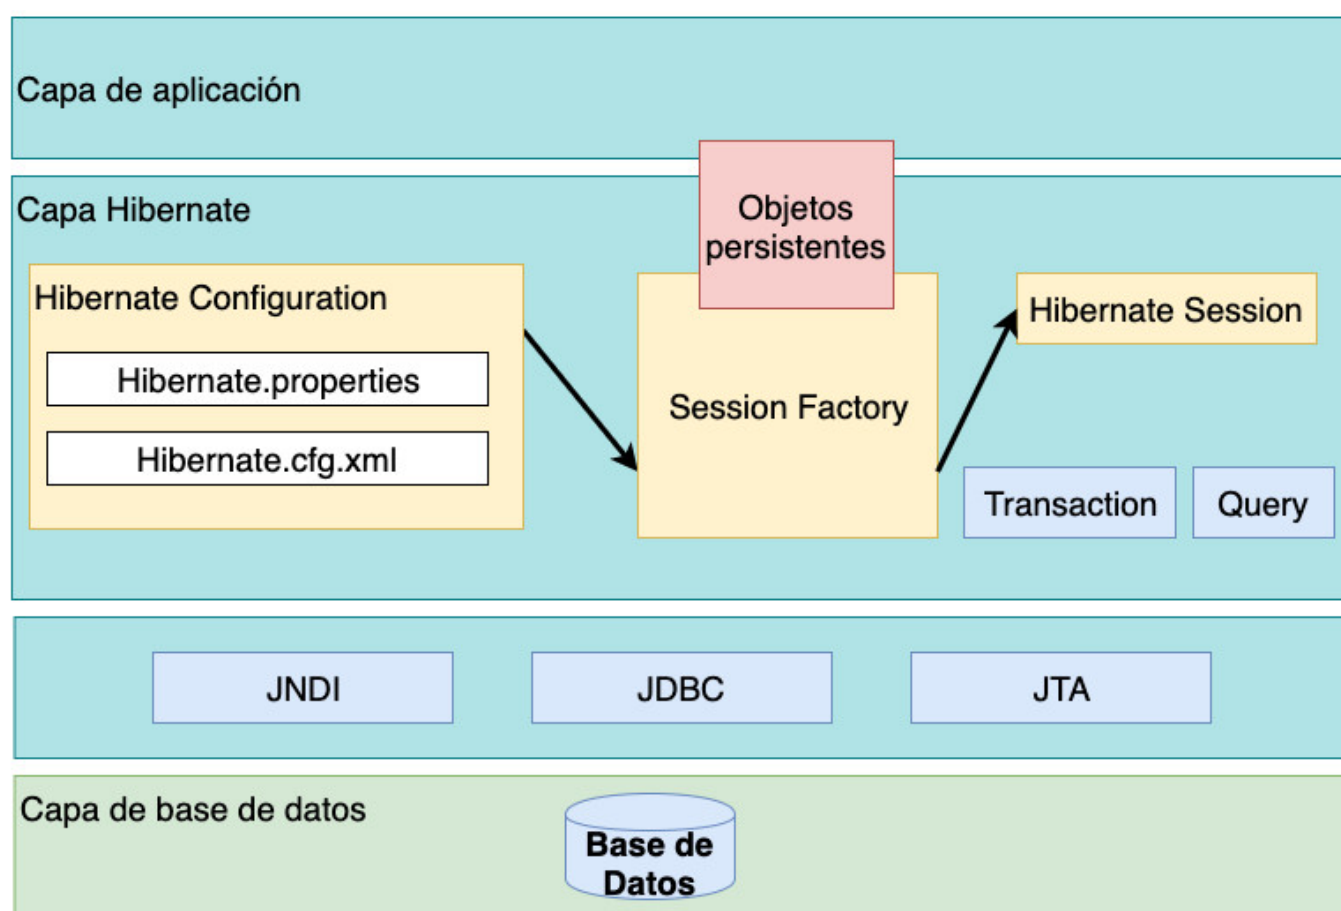 Capa de aplicación
Capa Hibernate
Objetos
persistentes
Hibernate Configuration
Hibernate.properties
Hibernate.cfg.xml
Session Factory
Hibernate Session
Transaction
Query
JNDI
JDBC
JTA
Capa de base de datos
Base de
Datos